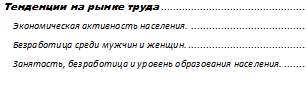 Тенденции на рынке труда......................................................
Экономическая активность населения. ........................................
Безработица среди мужчин и женщин. ........................................
Занятость, безработица и уровень образования населения. ........